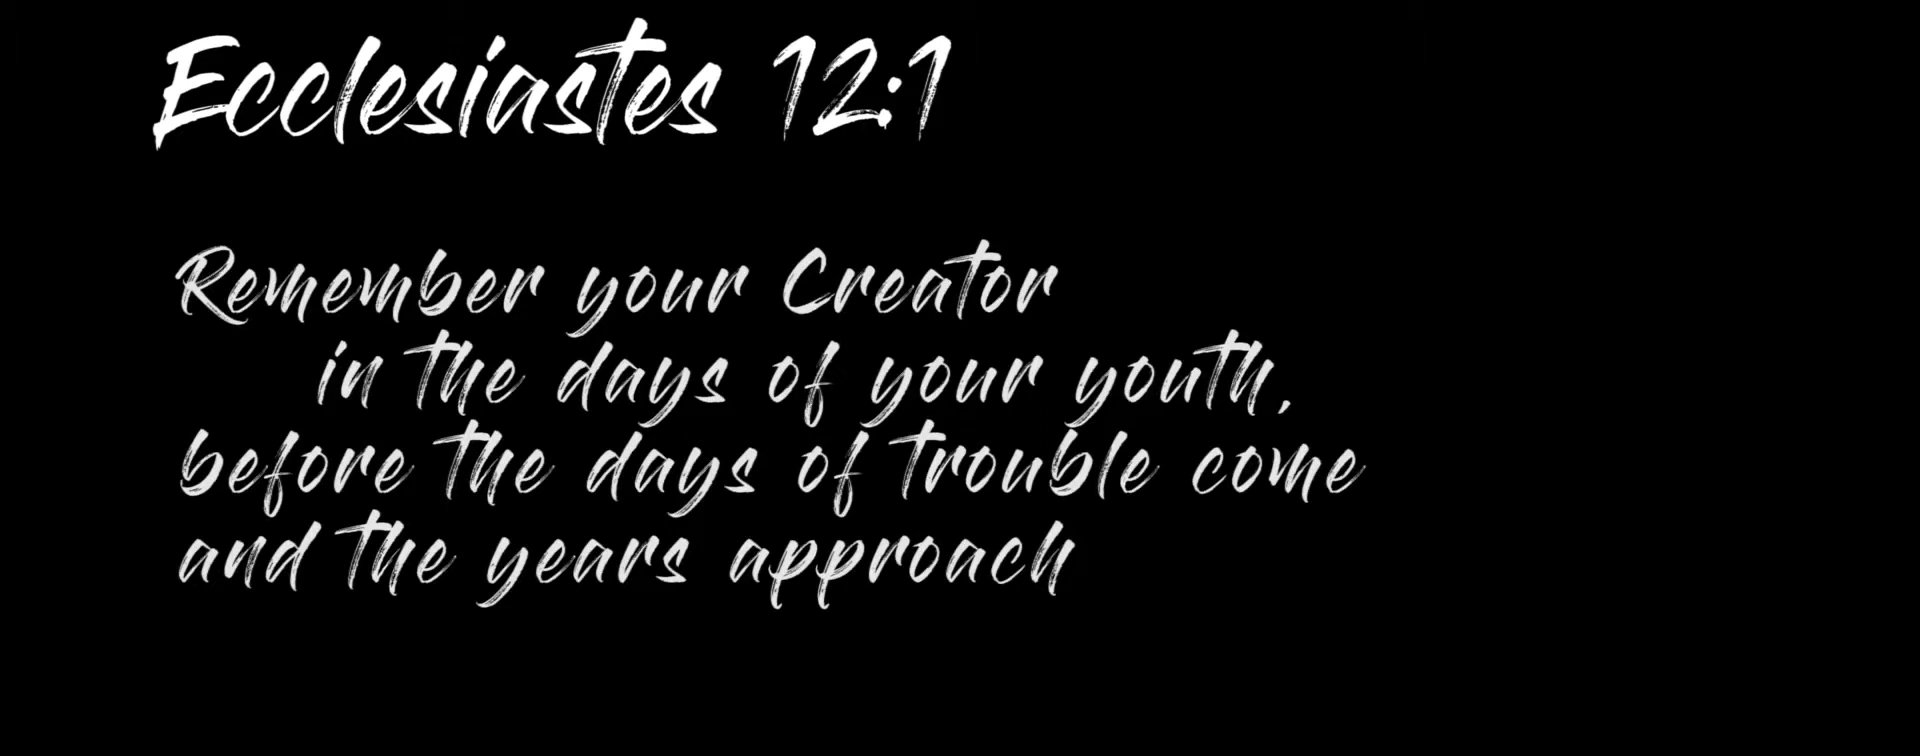 Ecclesiastes 12:1
Remember your Creator
in the days of your youth,
before the days of trouble come
and the years approach